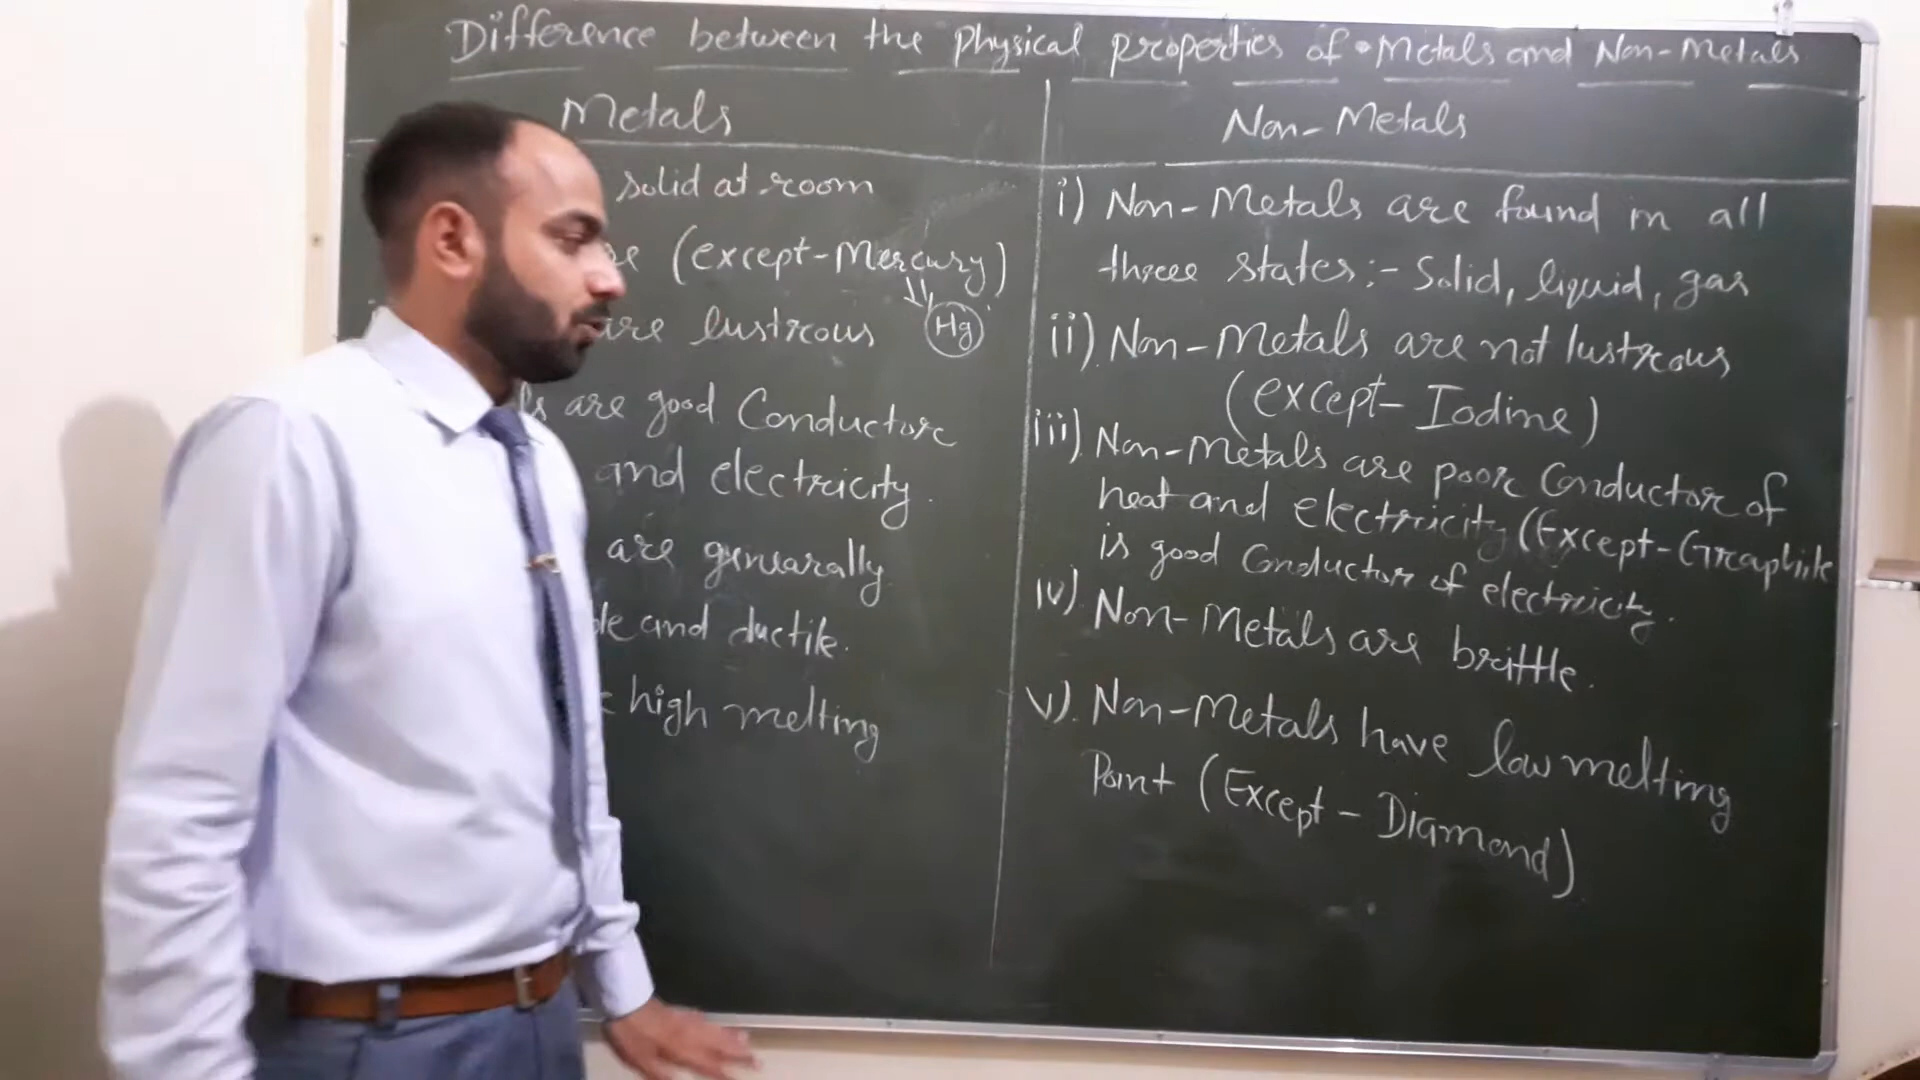 Difference between the physical properties of Metals and Non-Metals
Metals
solid at room
(except-Mercury)
Hg
are lustrous
are good Conductor
and electricity.
are genearally
and ductile.
high melting
Non-Metals
i) Non-Metals are found in all
three states:- Solid, liquid, gas
ii) Non-Metals are not lustrous
(except-Iodine)
iii) Non-Metals are poor Conductor of
heat and electricity (Except-Graphite
is good Conductor of electricity.
iv) Non-Metals are brittle.
v). Non-Metals have low melting
Point (Except-Diamond)